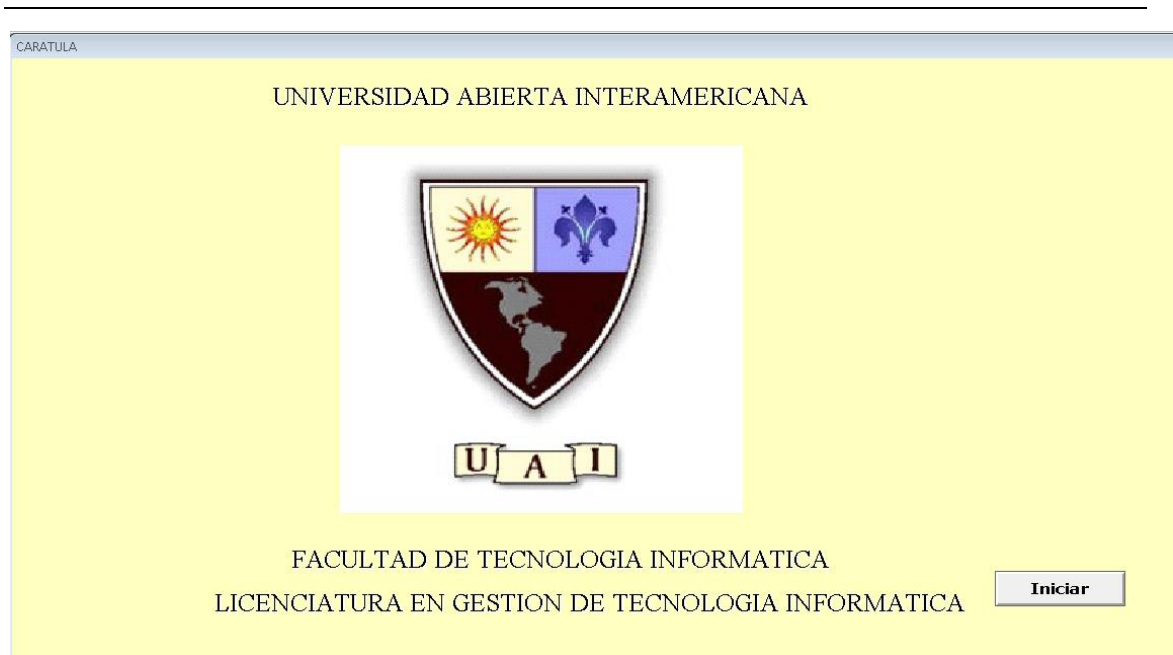 CARATULA
UNIVERSIDAD ABIERTA INTERAMERICANA
U A I
FACULTAD DE TECNOLOGIA INFORMATICA
LICENCIATURA EN GESTION DE TECNOLOGIA INFORMATICA
Iniciar